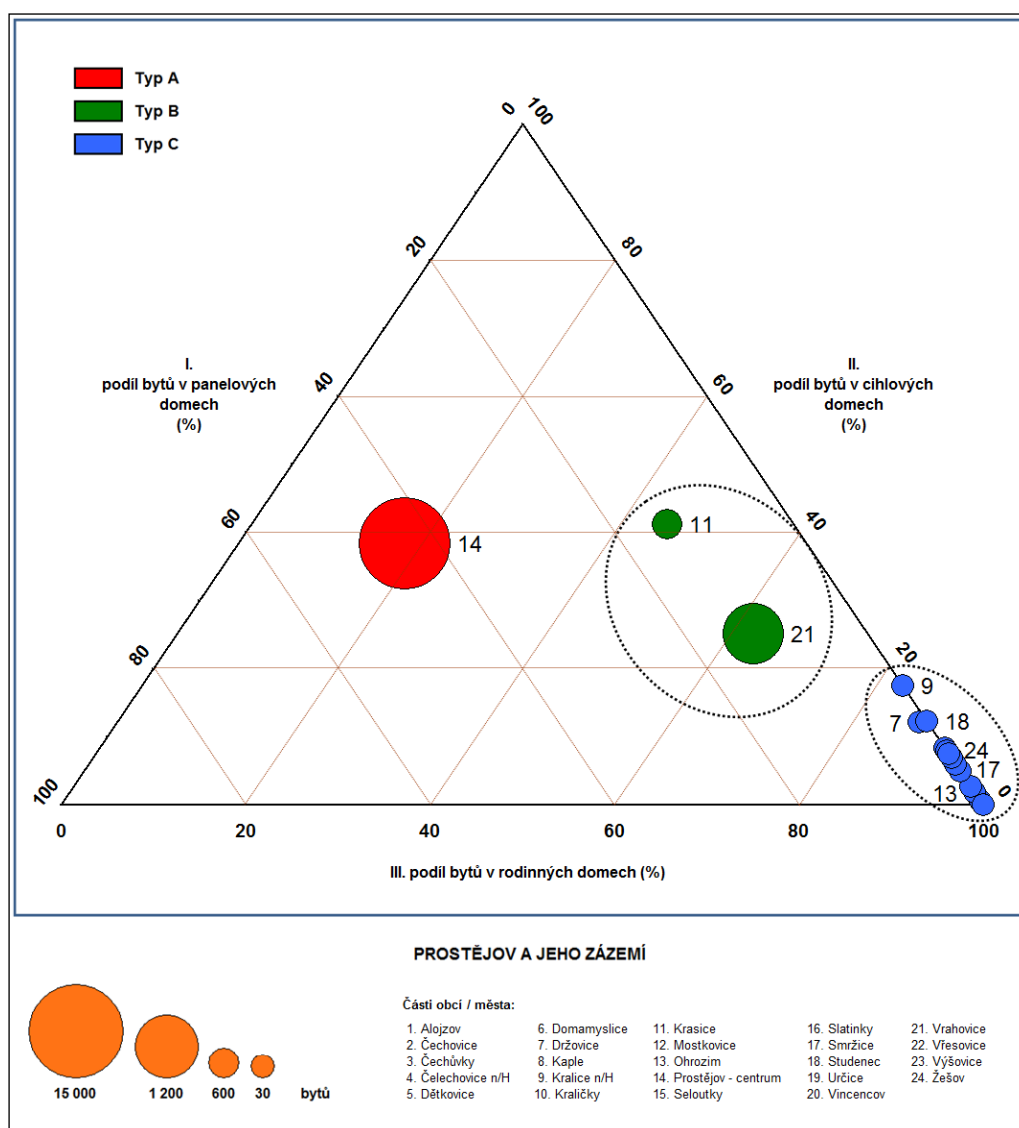 Typ A
Typ B
Typ C
0
100
20
80
I.
podíl bytů v panelových
domech
(%)
40
60
II.
podíl bytů v cihlových
domech
(%)
60
40
14
11
21
80
20
9
7
18
24
17
13
0
100
0
20
40
60
80
100
III. podíl bytů v rodinných domech (%)
PROSTĚJOV A JEHO ZÁZEMÍ
Části obcí / města:
1. Alojzov
2. Čechovice
3. Čechůvky
4. Čelechovice n/H
5. Dětkovice
6. Domamyslice
7. Držovice
8. Kaple
9. Kralice n/H
10. Kraličky
11. Krasice
12. Mostkovice
13. Ohrozim
14. Prostějov - centrum
15. Seloutky
16. Slatinky
17. Smržice
18. Studenec
19. Určice
20. Vincencov
21. Vrahovice
22. Vřesovice
23. Výšovice
24. Žešov
15 000
1 200
600
30
bytů